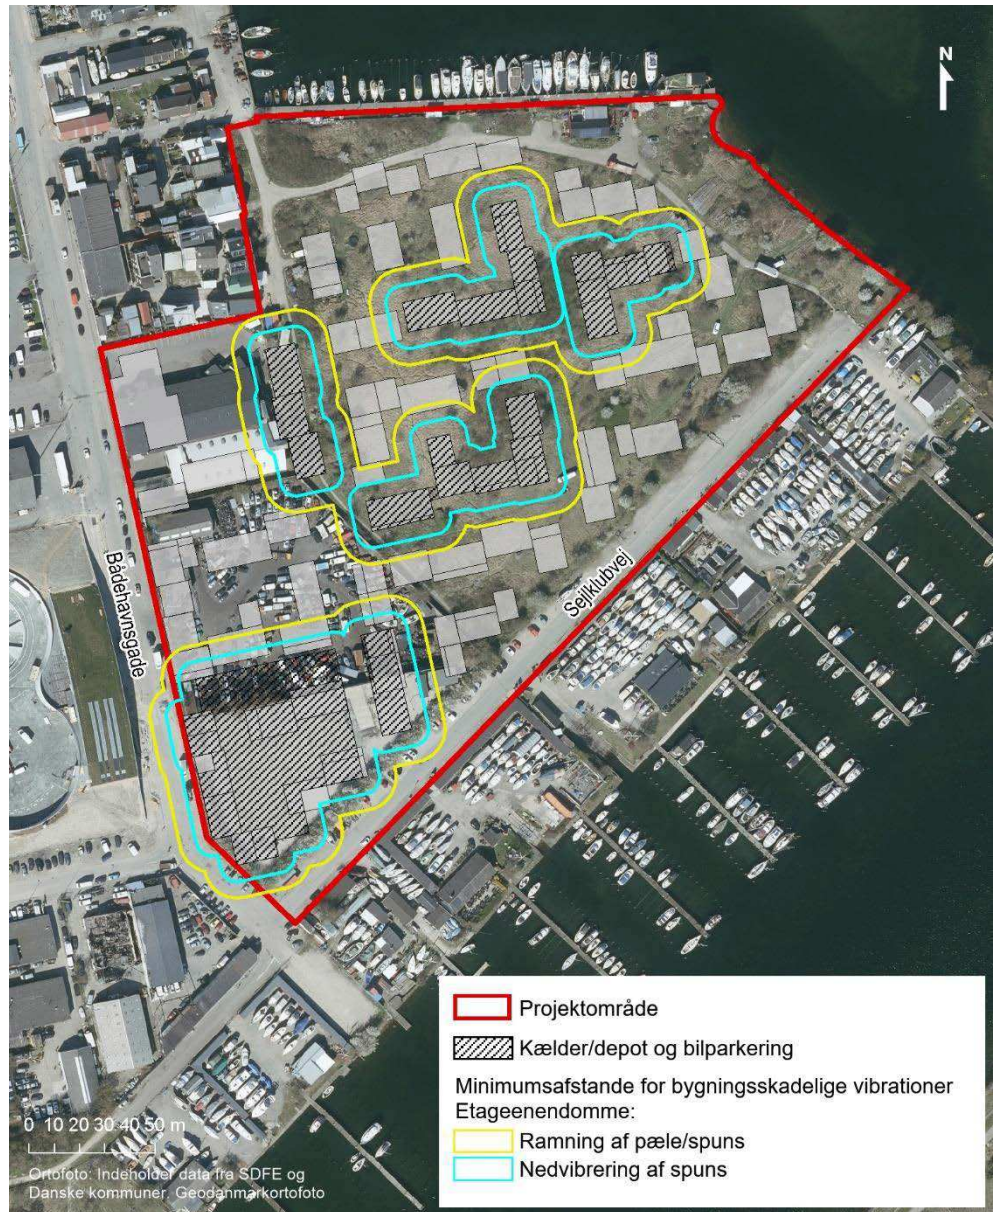 N
Bådehavnsgade
Sejlklubvej
Projektområde
Kælder/depot og bilparkering
Minimumsafstande for bygningsskadelige vibrationer
Etageenendomme:
Ramning af pæle/spuns
Nedvibrering af spuns
0 10 20 30 40 50 m
Ortofoto: Indeholder data fra SDFE og
Danske kommuner, Geodanmarkortofoto